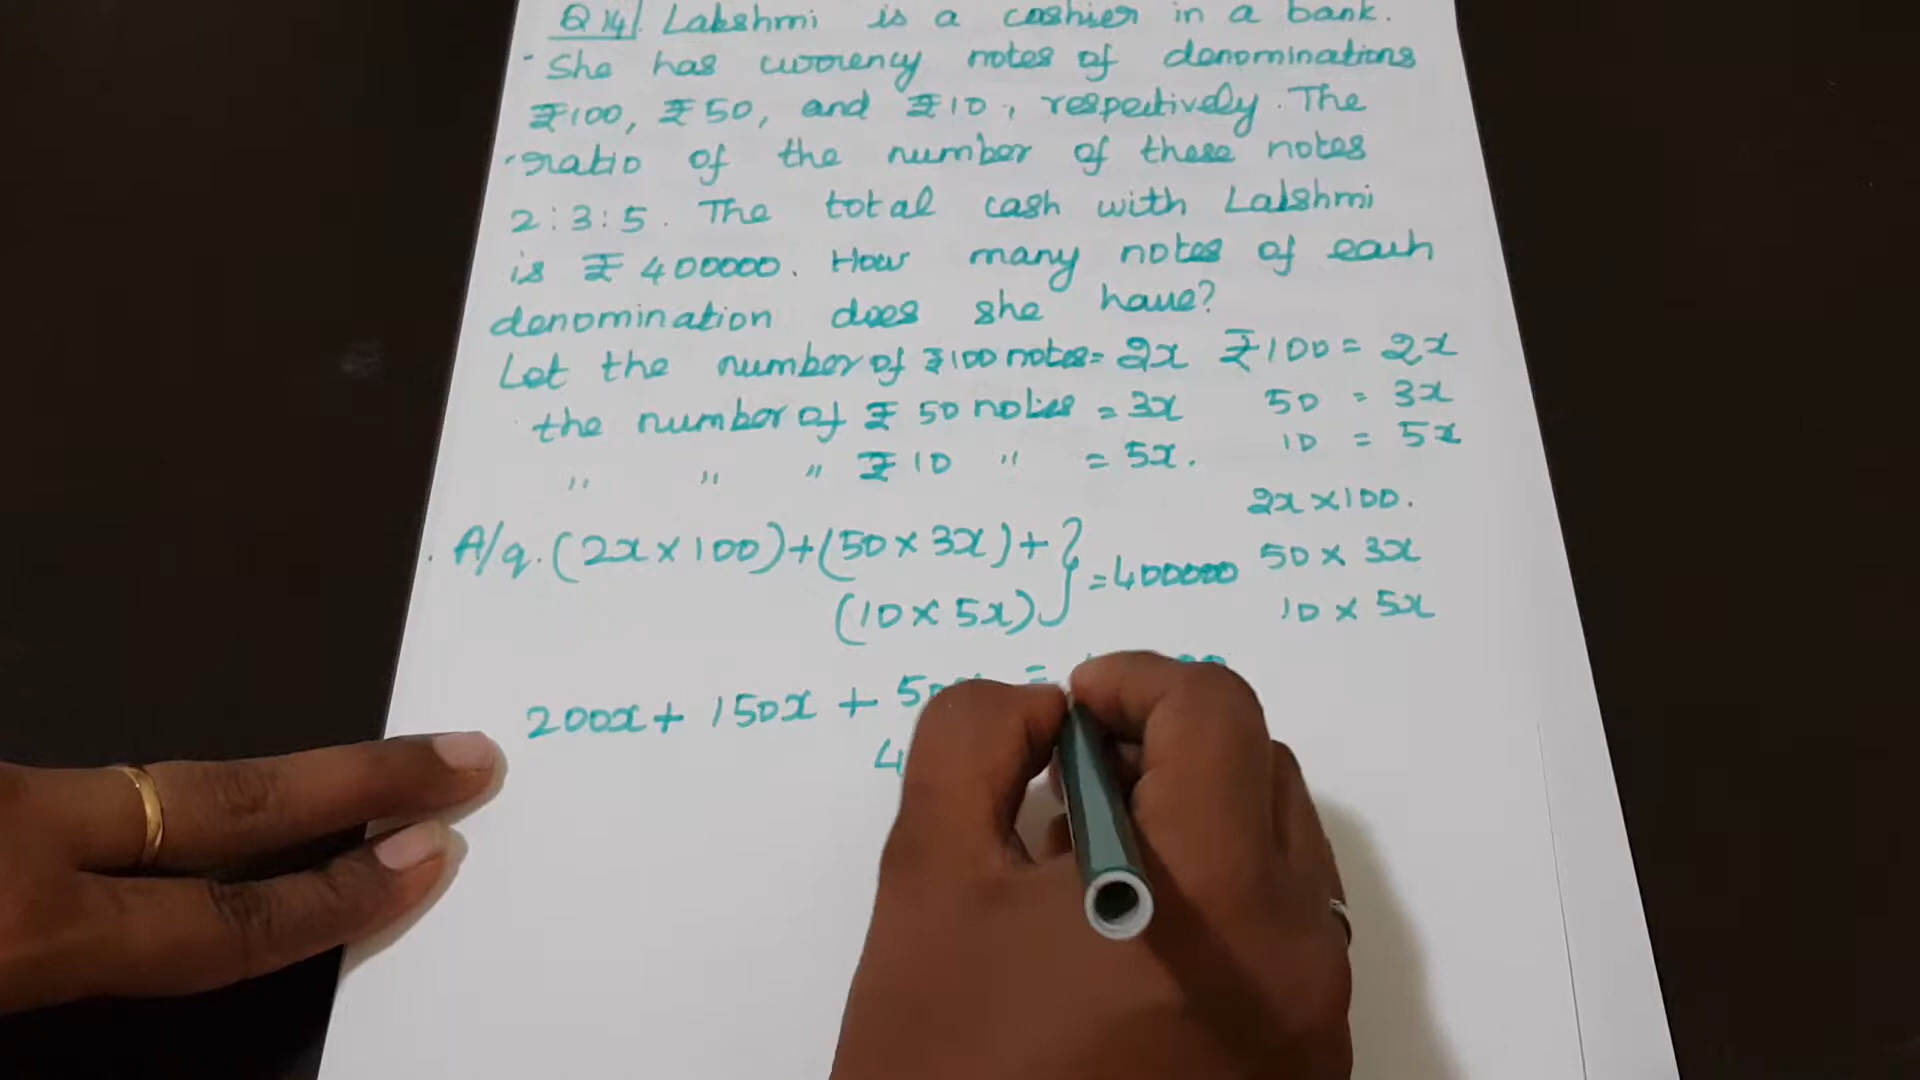 Q 14. Lakshmi is a cashier in a bank.
She has currency notes of denominations
₹100, ₹50, and ₹10, respectively. The
ratio of the number of these notes
2:3:5. The total cash with Lakshmi
is ₹ 400000. How many notes of each
denomination does she have?
Let the number of ₹100 notes = 2x ₹100 = 2x
the number of ₹ 50 notes = 3x 50 = 3x
" " " ₹10 " = 5x. 10 = 5x
2x × 100.
A/q. (2x × 100) + (50 × 3x) + } = 400000 50 × 3x
(10 × 5x) 10 × 5x
200x + 150x + 50x =
4